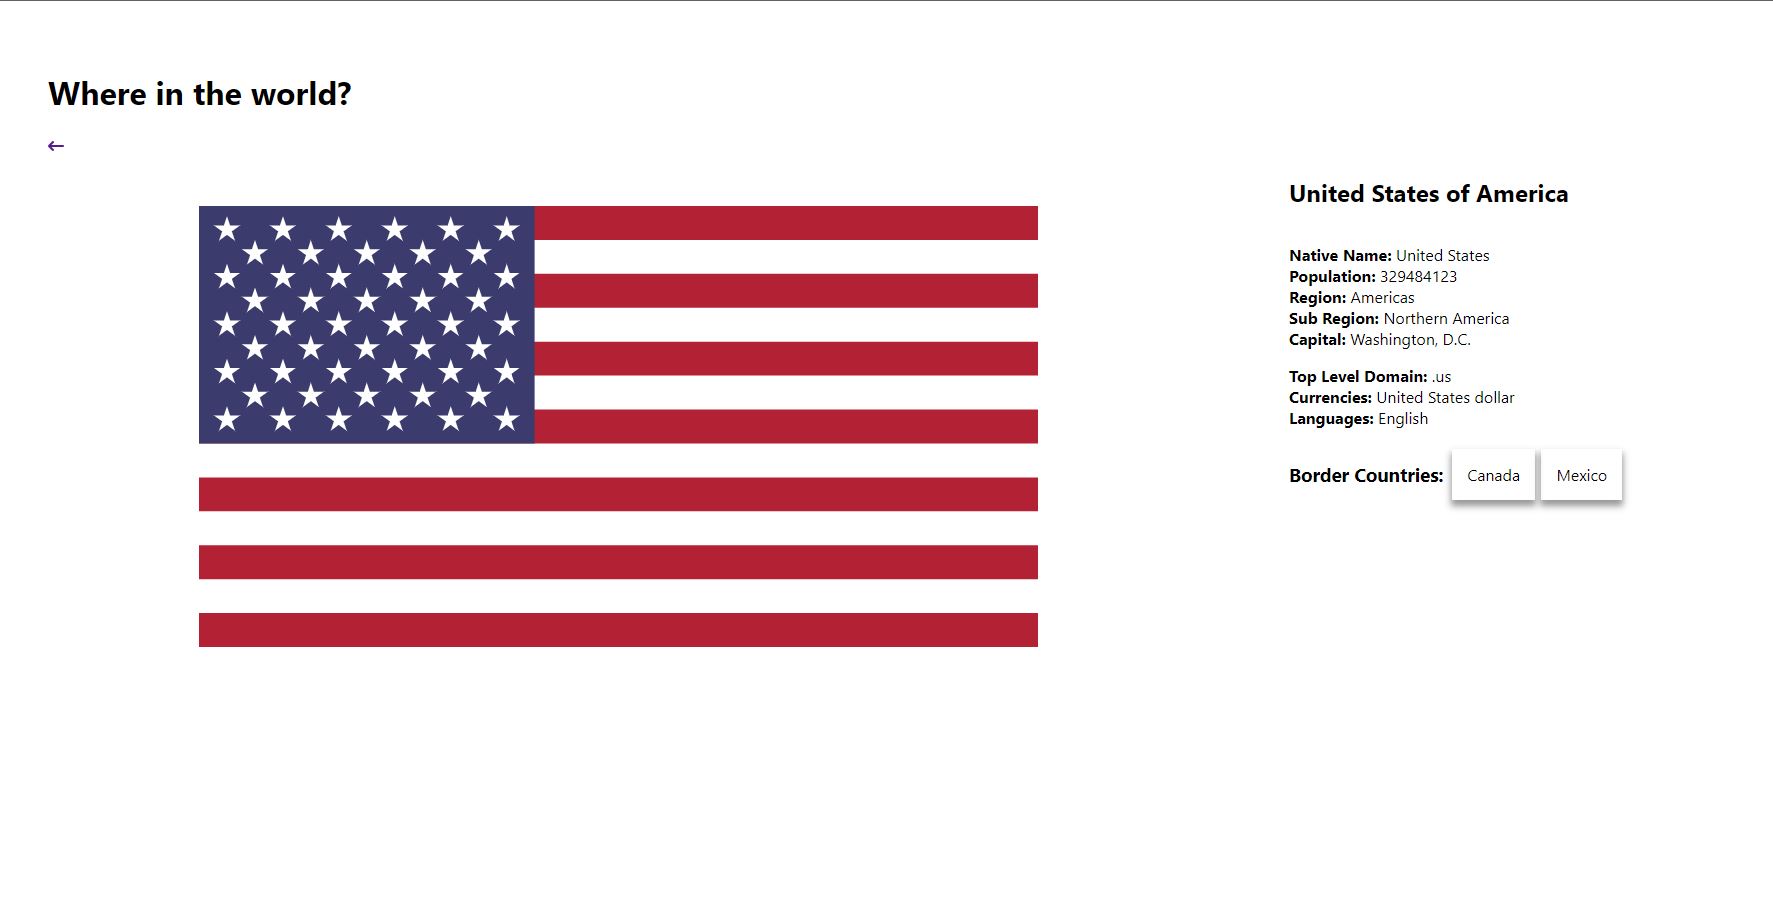 Where in the world?
United States of America
Native Name: United States
Population: 329484123
Region: Americas
Sub Region: Northern America
Capital: Washington, D.C.
Top Level Domain: .us
Currencies: United States dollar
Languages: English
Border Countries: Canada Mexico